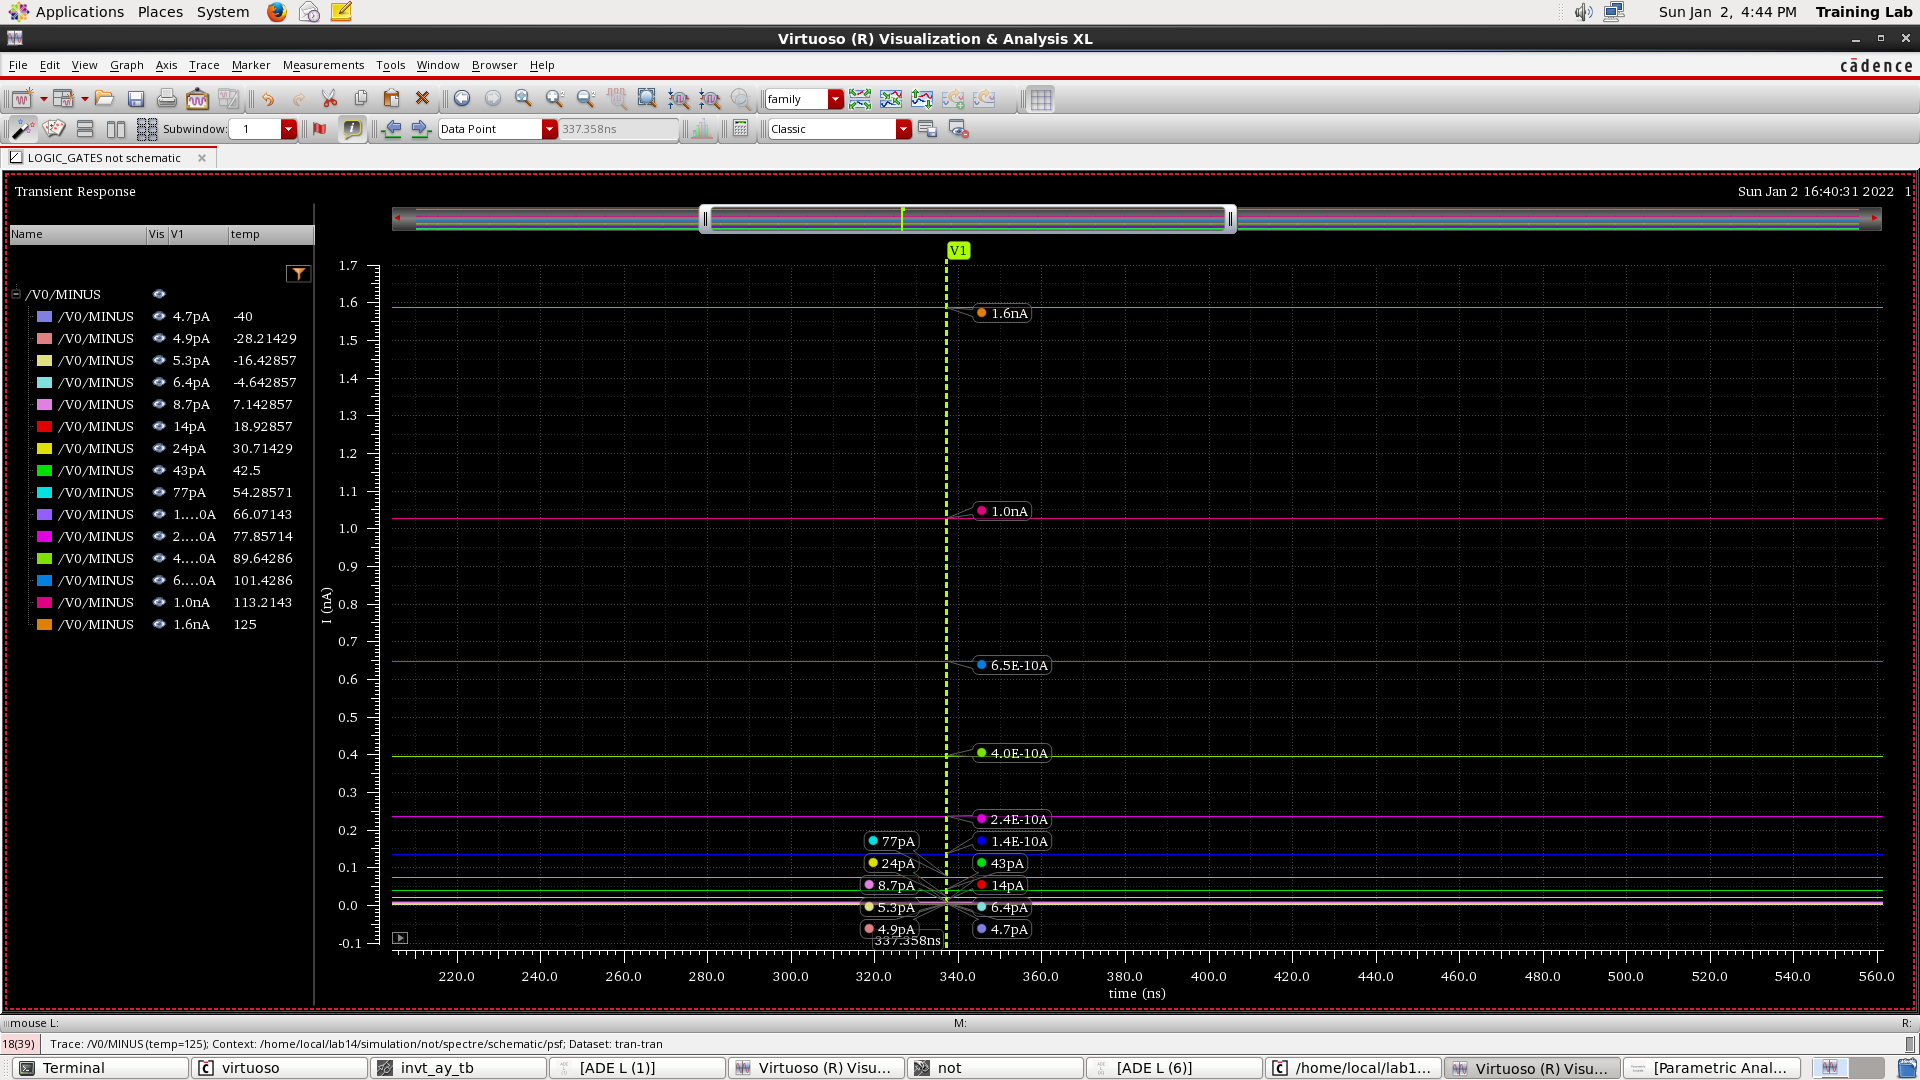 Applications Places System Sun Jan 2, 4:44 PM Training Lab
Virtuoso (R) Visualization & Analysis XL
File Edit View Graph Axis Trace Marker Measurements Tools Window Browser Help cādence
family
Subwindow: 1 Data Point 337.358ns Classic
LOGIC_GATES not schematic
Transient Response Sun Jan 2 16:40:31 2022 1
Name Vis V1 temp
/V0/MINUS
/V0/MINUS 4.7pA -40
/V0/MINUS 4.9pA -28.21429
/V0/MINUS 5.3pA -16.42857
/V0/MINUS 6.4pA -4.642857
/V0/MINUS 8.7pA 7.142857
/V0/MINUS 14pA 18.92857
/V0/MINUS 24pA 30.71429
/V0/MINUS 43pA 42.5
/V0/MINUS 77pA 54.28571
/V0/MINUS 1....0A 66.07143
/V0/MINUS 2....0A 77.85714
/V0/MINUS 4....0A 89.64286
/V0/MINUS 6....0A 101.4286
/V0/MINUS 1.0nA 113.2143
/V0/MINUS 1.6nA 125
V1
1.7
1.6
1.5
1.4
1.3
1.2
1.1
1.0
0.9
0.8
0.7
0.6
0.5
0.4
0.3
0.2
0.1
0.0
-0.1
I (nA)
1.6nA
1.0nA
6.5E-10A
4.0E-10A
2.4E-10A
77pA 1.4E-10A
24pA 43pA
8.7pA 14pA
5.3pA 6.4pA
4.9pA 4.7pA
337.358ns
220.0 240.0 260.0 280.0 300.0 320.0 340.0 360.0 380.0 400.0 420.0 440.0 460.0 480.0 500.0 520.0 540.0 560.0
time (ns)
mouse L: M: R:
18(39) Trace: /V0/MINUS (temp=125); Context: /home/local/lab14/simulation/not/spectre/schematic/psf; Dataset: tran-tran
Terminal virtuoso invt_ay_tb [ADE L (1)] Virtuoso (R) Visu... not [ADE L (6)] /home/local/lab1... Virtuoso (R) Visu... [Parametric Anal...